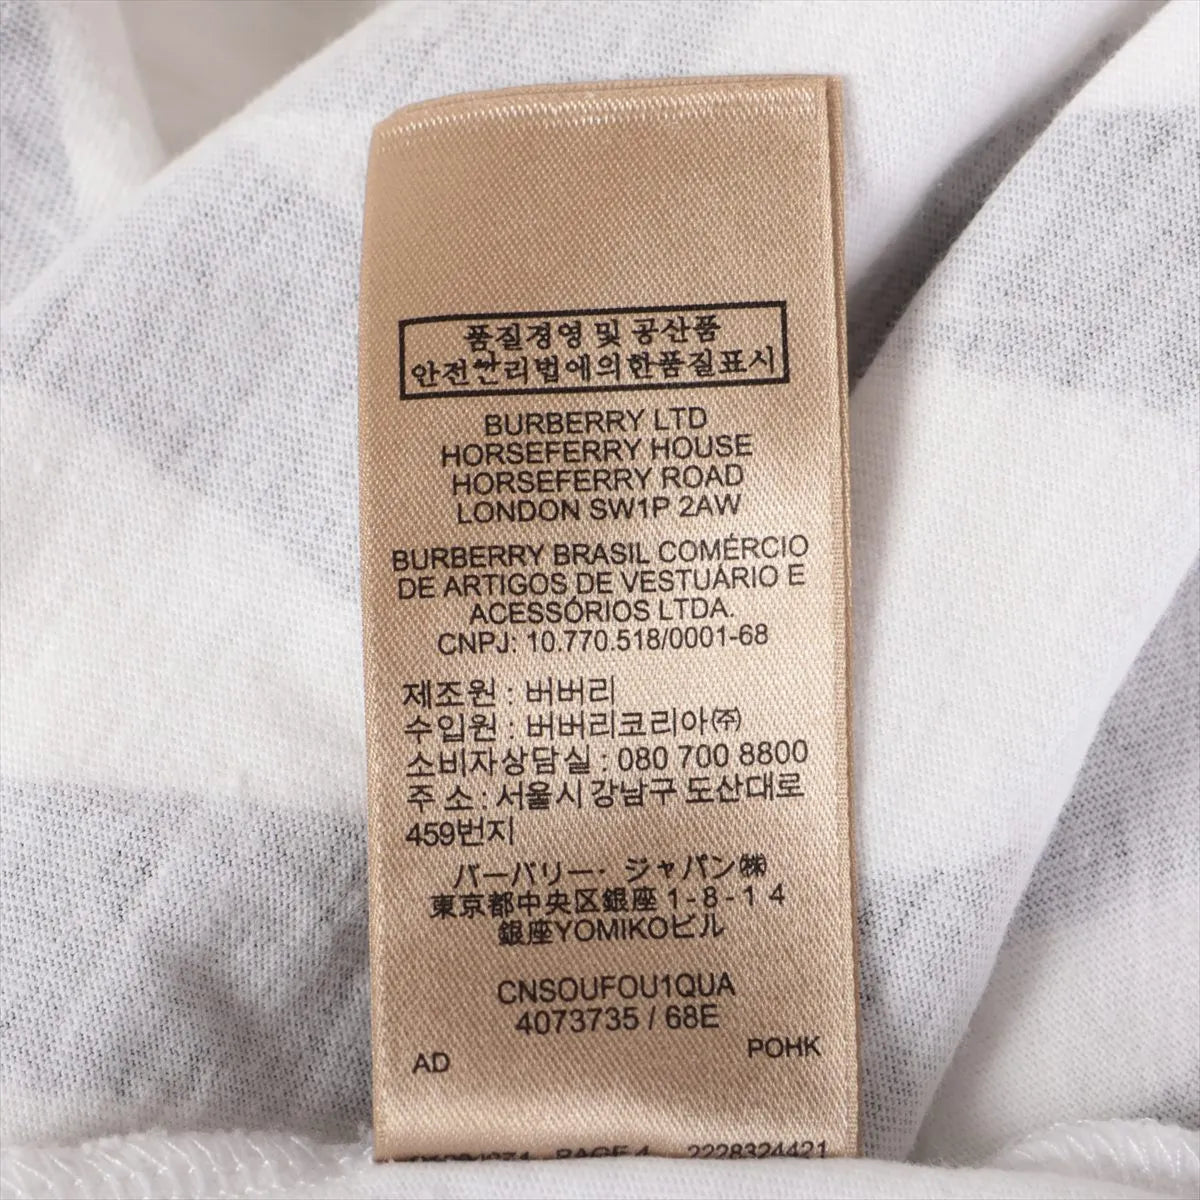 품질경영 및 공산품
안전관리법에의한품질표시
BURBERRY LTD
HORSEFERRY HOUSE
HORSEFERRY ROAD
LONDON SW1P 2AW
BURBERRY BRASIL COMÉRCIO
DE ARTIGOS DE VESTUÁRIO E
ACESSÓRIOS LTDA.
CNPJ: 10.770.518/0001-68
제조원 : 버버리
수입원 : 버버리코리아㈜
소비자상담실 : 080 700 8800
주 소 : 서울시 강남구 도산대로
459번지
バーバリー・ジャパン㈱
東京都中央区銀座 1 - 8 - 1 4
銀座YOMIKOビル
CNSOUFOU1QUA
4073735 / 68E
AD POHK
PAGE 4 2228324421